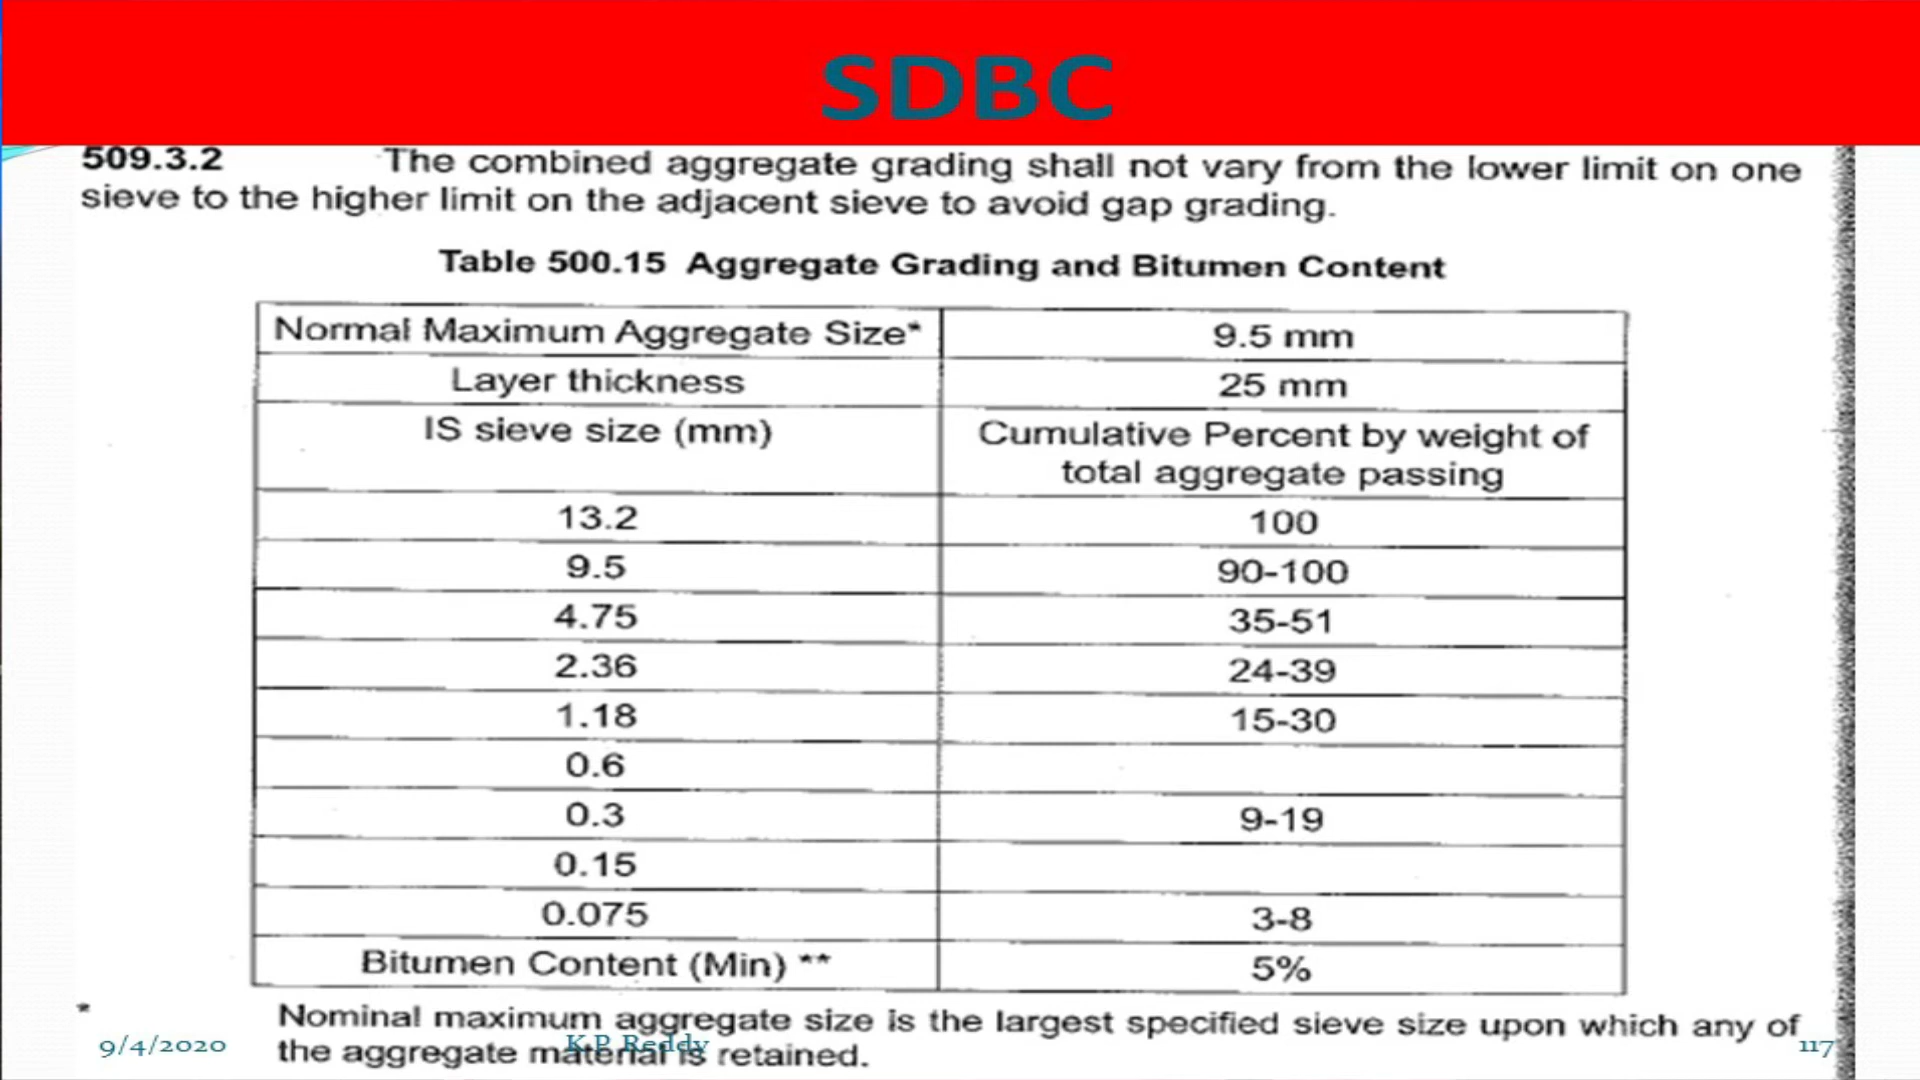 SDBC
509.3.2 The combined aggregate grading shall not vary from the lower limit on one
sieve to the higher limit on the adjacent sieve to avoid gap grading.
Table 500.15 Aggregate Grading and Bitumen Content
Normal Maximum Aggregate Size* 9.5 mm
Layer thickness 25 mm
IS sieve size (mm) Cumulative Percent by weight of
total aggregate passing
13.2 100
9.5 90-100
4.75 35-51
2.36 24-39
1.18 15-30
0.6
0.3 9-19
0.15
0.075 3-8
Bitumen Content (Min) ** 5%
* Nominal maximum aggregate size is the largest specified sieve size upon which any of
the aggregate material is retained.
9/4/2020 K P Reddy 117